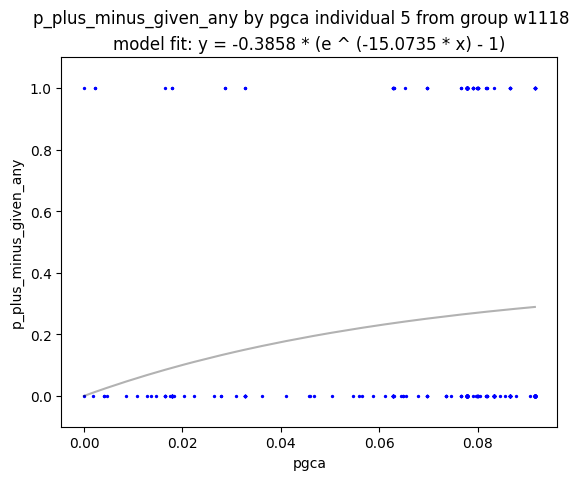 p_plus_minus_given_any by pgca individual 5 from group w1118
model fit: y = -0.3858 * (e ^ (-15.0735 * x) - 1)
p_plus_minus_given_any
1.0
0.8
0.6
0.4
0.2
0.0
0.00 0.02 0.04 0.06 0.08
pgca